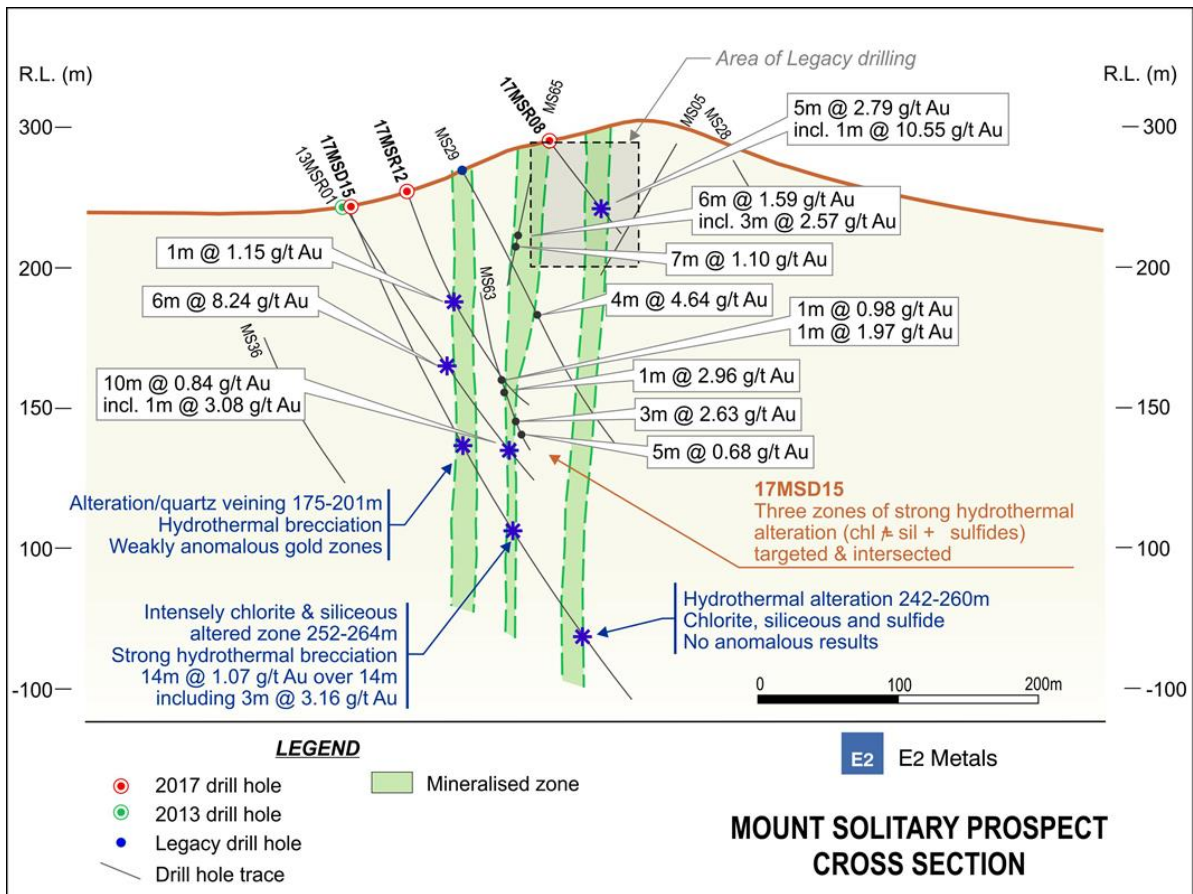 Area of Legacy drilling
R.L. (m)
R.L. (m)
300
300
200
200
150
150
100
100
-100
-100
13MSR01
17MSD15
17MSR12
MS29
17MSR08
MS65
MS05
MS28
MS63
MS36
5m @ 2.79 g/t Au
incl. 1m @ 10.55 g/t Au
6m @ 1.59 g/t Au
incl. 3m @ 2.57 g/t Au
7m @ 1.10 g/t Au
1m @ 1.15 g/t Au
6m @ 8.24 g/t Au
4m @ 4.64 g/t Au
1m @ 0.98 g/t Au
1m @ 1.97 g/t Au
10m @ 0.84 g/t Au
incl. 1m @ 3.08 g/t Au
1m @ 2.96 g/t Au
3m @ 2.63 g/t Au
5m @ 0.68 g/t Au
Alteration/quartz veining 175-201m
Hydrothermal brecciation
Weakly anomalous gold zones
17MSD15
Three zones of strong hydrothermal
alteration (chl ± sil + sulfides)
targeted & intersected
Intensely chlorite & siliceous
altered zone 252-264m
Strong hydrothermal brecciation
14m @ 1.07 g/t Au over 14m
including 3m @ 3.16 g/t Au
Hydrothermal alteration 242-260m
Chlorite, siliceous and sulfide
No anomalous results
0 100 200m
LEGEND
2017 drill hole
2013 drill hole
Legacy drill hole
Drill hole trace
Mineralised zone
E2 E2 Metals
MOUNT SOLITARY PROSPECT
CROSS SECTION